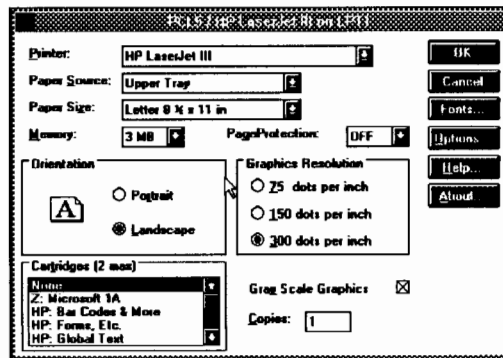 PCL5 / HP LaserJet III on LPT1
Printer: HP LaserJet III
OK
Paper Source: Upper Tray
Cancel
Paper Size: Letter 8 ½ x 11 in
Fonts...
Memory: 3 MB Page Protection: OFF
Options...
Orientation
Graphics Resolution
Help...
A Portrait
75 dots per inch
About...
150 dots per inch
Landscape
300 dots per inch
Cartridges (2 max)
None
Z: Microsoft 1A
HP: Bar Codes & More
HP: Forms, Etc.
HP: Global Text
Gray Scale Graphics
Copies: 1